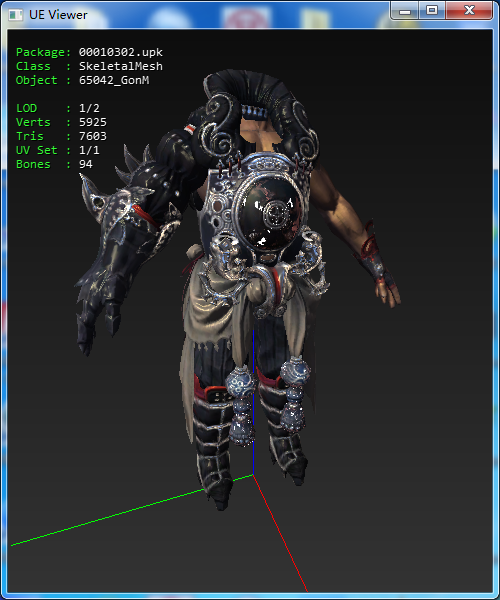 UE Viewer
Package: 00010302.upk
Class : SkeletalMesh
Object : 65042_GonM
LOD : 1/2
Verts : 5925
Tris : 7603
UV Set : 1/1
Bones : 94